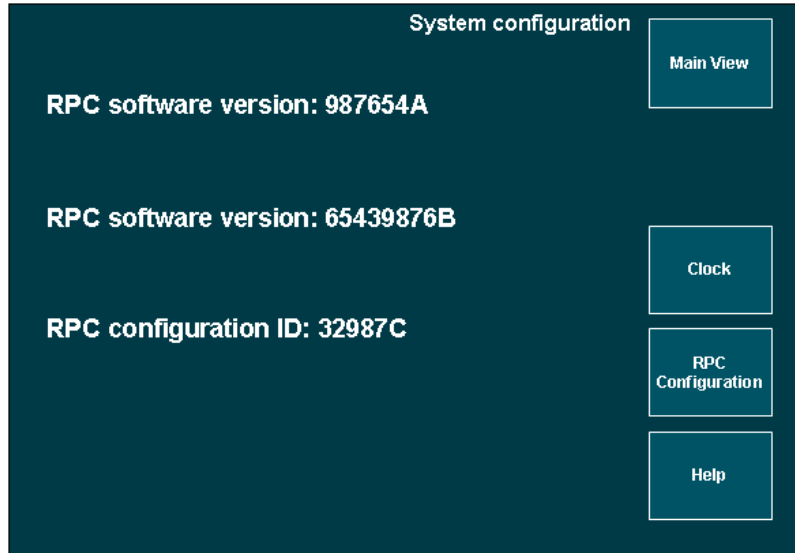 System configuration
Main View
RPC software version: 987654A
RPC software version: 65439876B
Clock
RPC configuration ID: 32987C
RPC
Configuration
Help